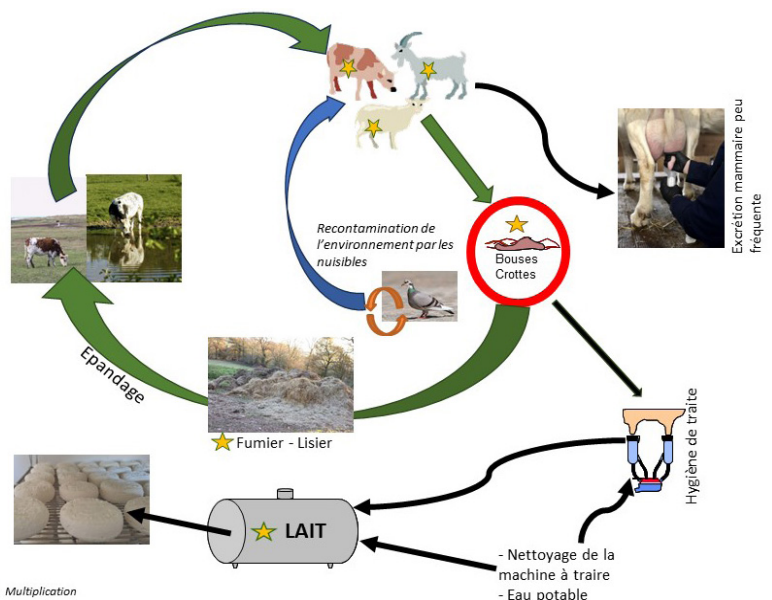 Excrétion mammaire peu
fréquente
Recontamination de
l’environnement par les
nuisibles
Bouses
Crottes
Epandage
Fumier - Lisier
Hygiène de traite
LAIT
- Nettoyage de la
machine à traire
- Eau potable
Multiplication